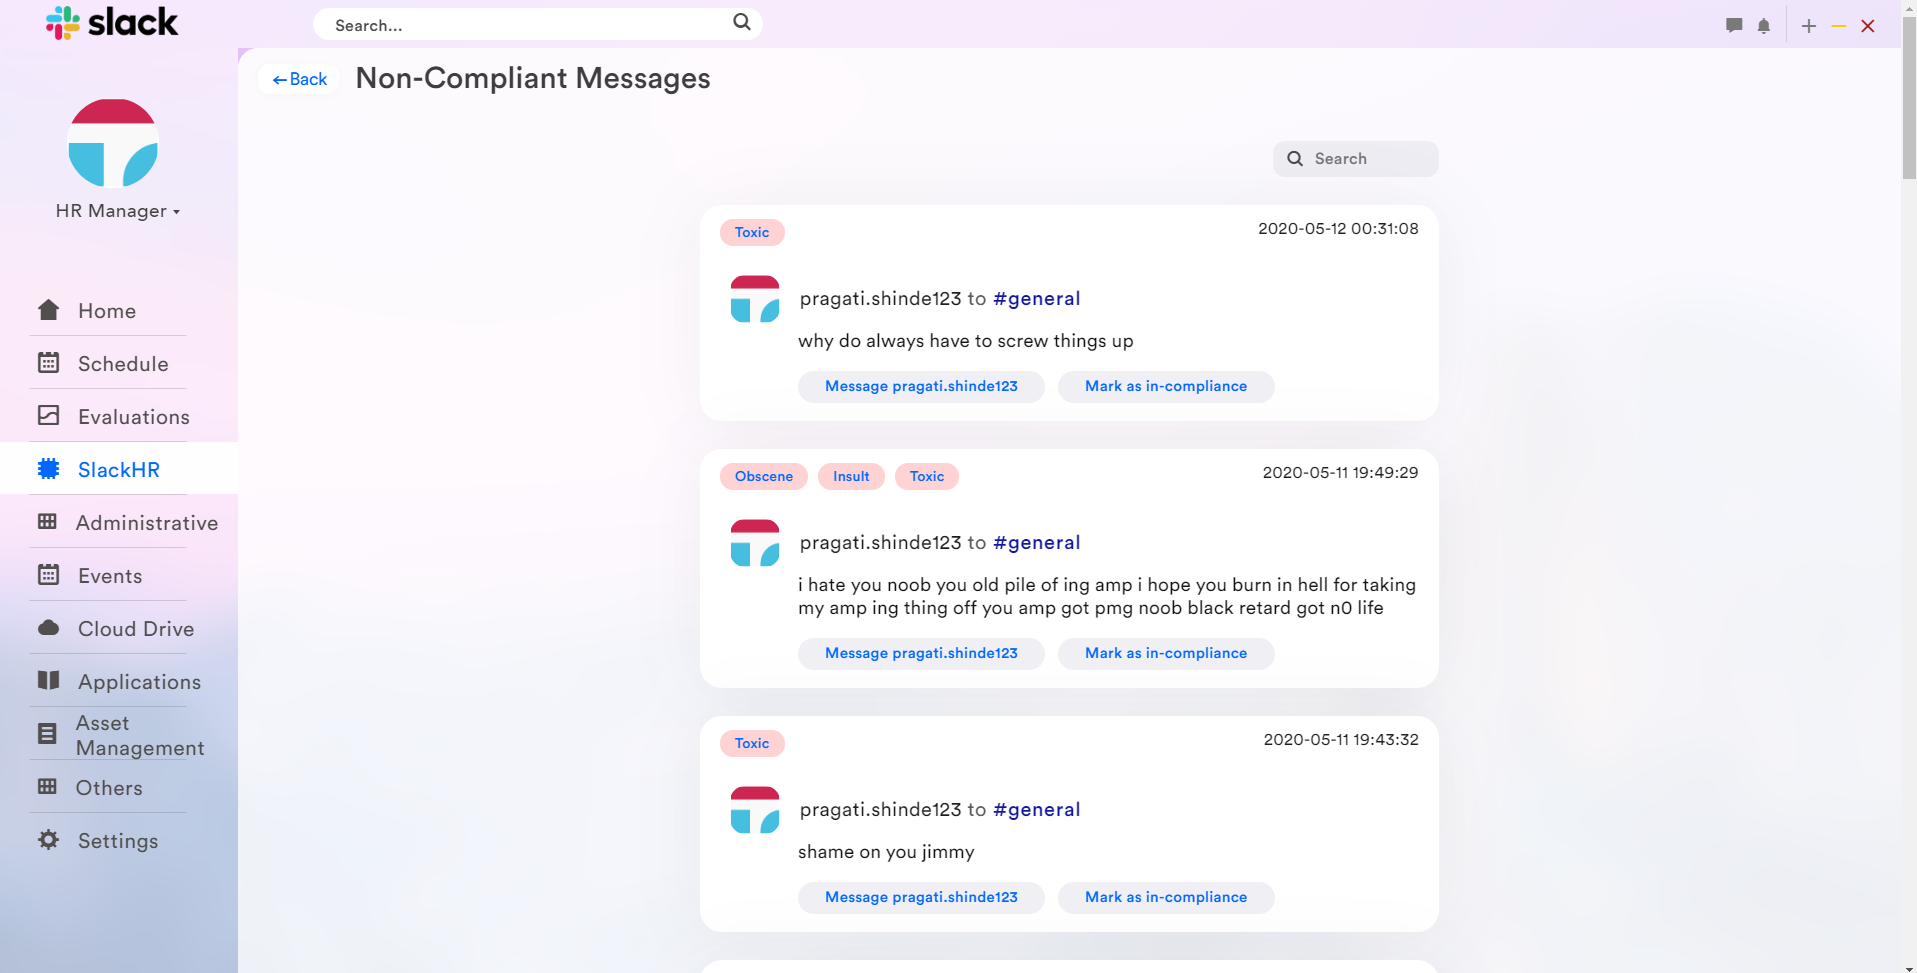 slack
Search...
←Back
Non-Compliant Messages
HR Manager
Home
Schedule
Evaluations
SlackHR
Administrative
Events
Cloud Drive
Applications
Asset
Management
Others
Settings
Search
Toxic
2020-05-12 00:31:08
pragati.shinde123 to #general
why do always have to screw things up
Message pragati.shinde123
Mark as in-compliance
Obscene
Insult
Toxic
2020-05-11 19:49:29
pragati.shinde123 to #general
i hate you noob you old pile of ing amp i hope you burn in hell for taking
my amp ing thing off you amp got pmg noob black retard got n0 life
Message pragati.shinde123
Mark as in-compliance
Toxic
2020-05-11 19:43:32
pragati.shinde123 to #general
shame on you jimmy
Message pragati.shinde123
Mark as in-compliance